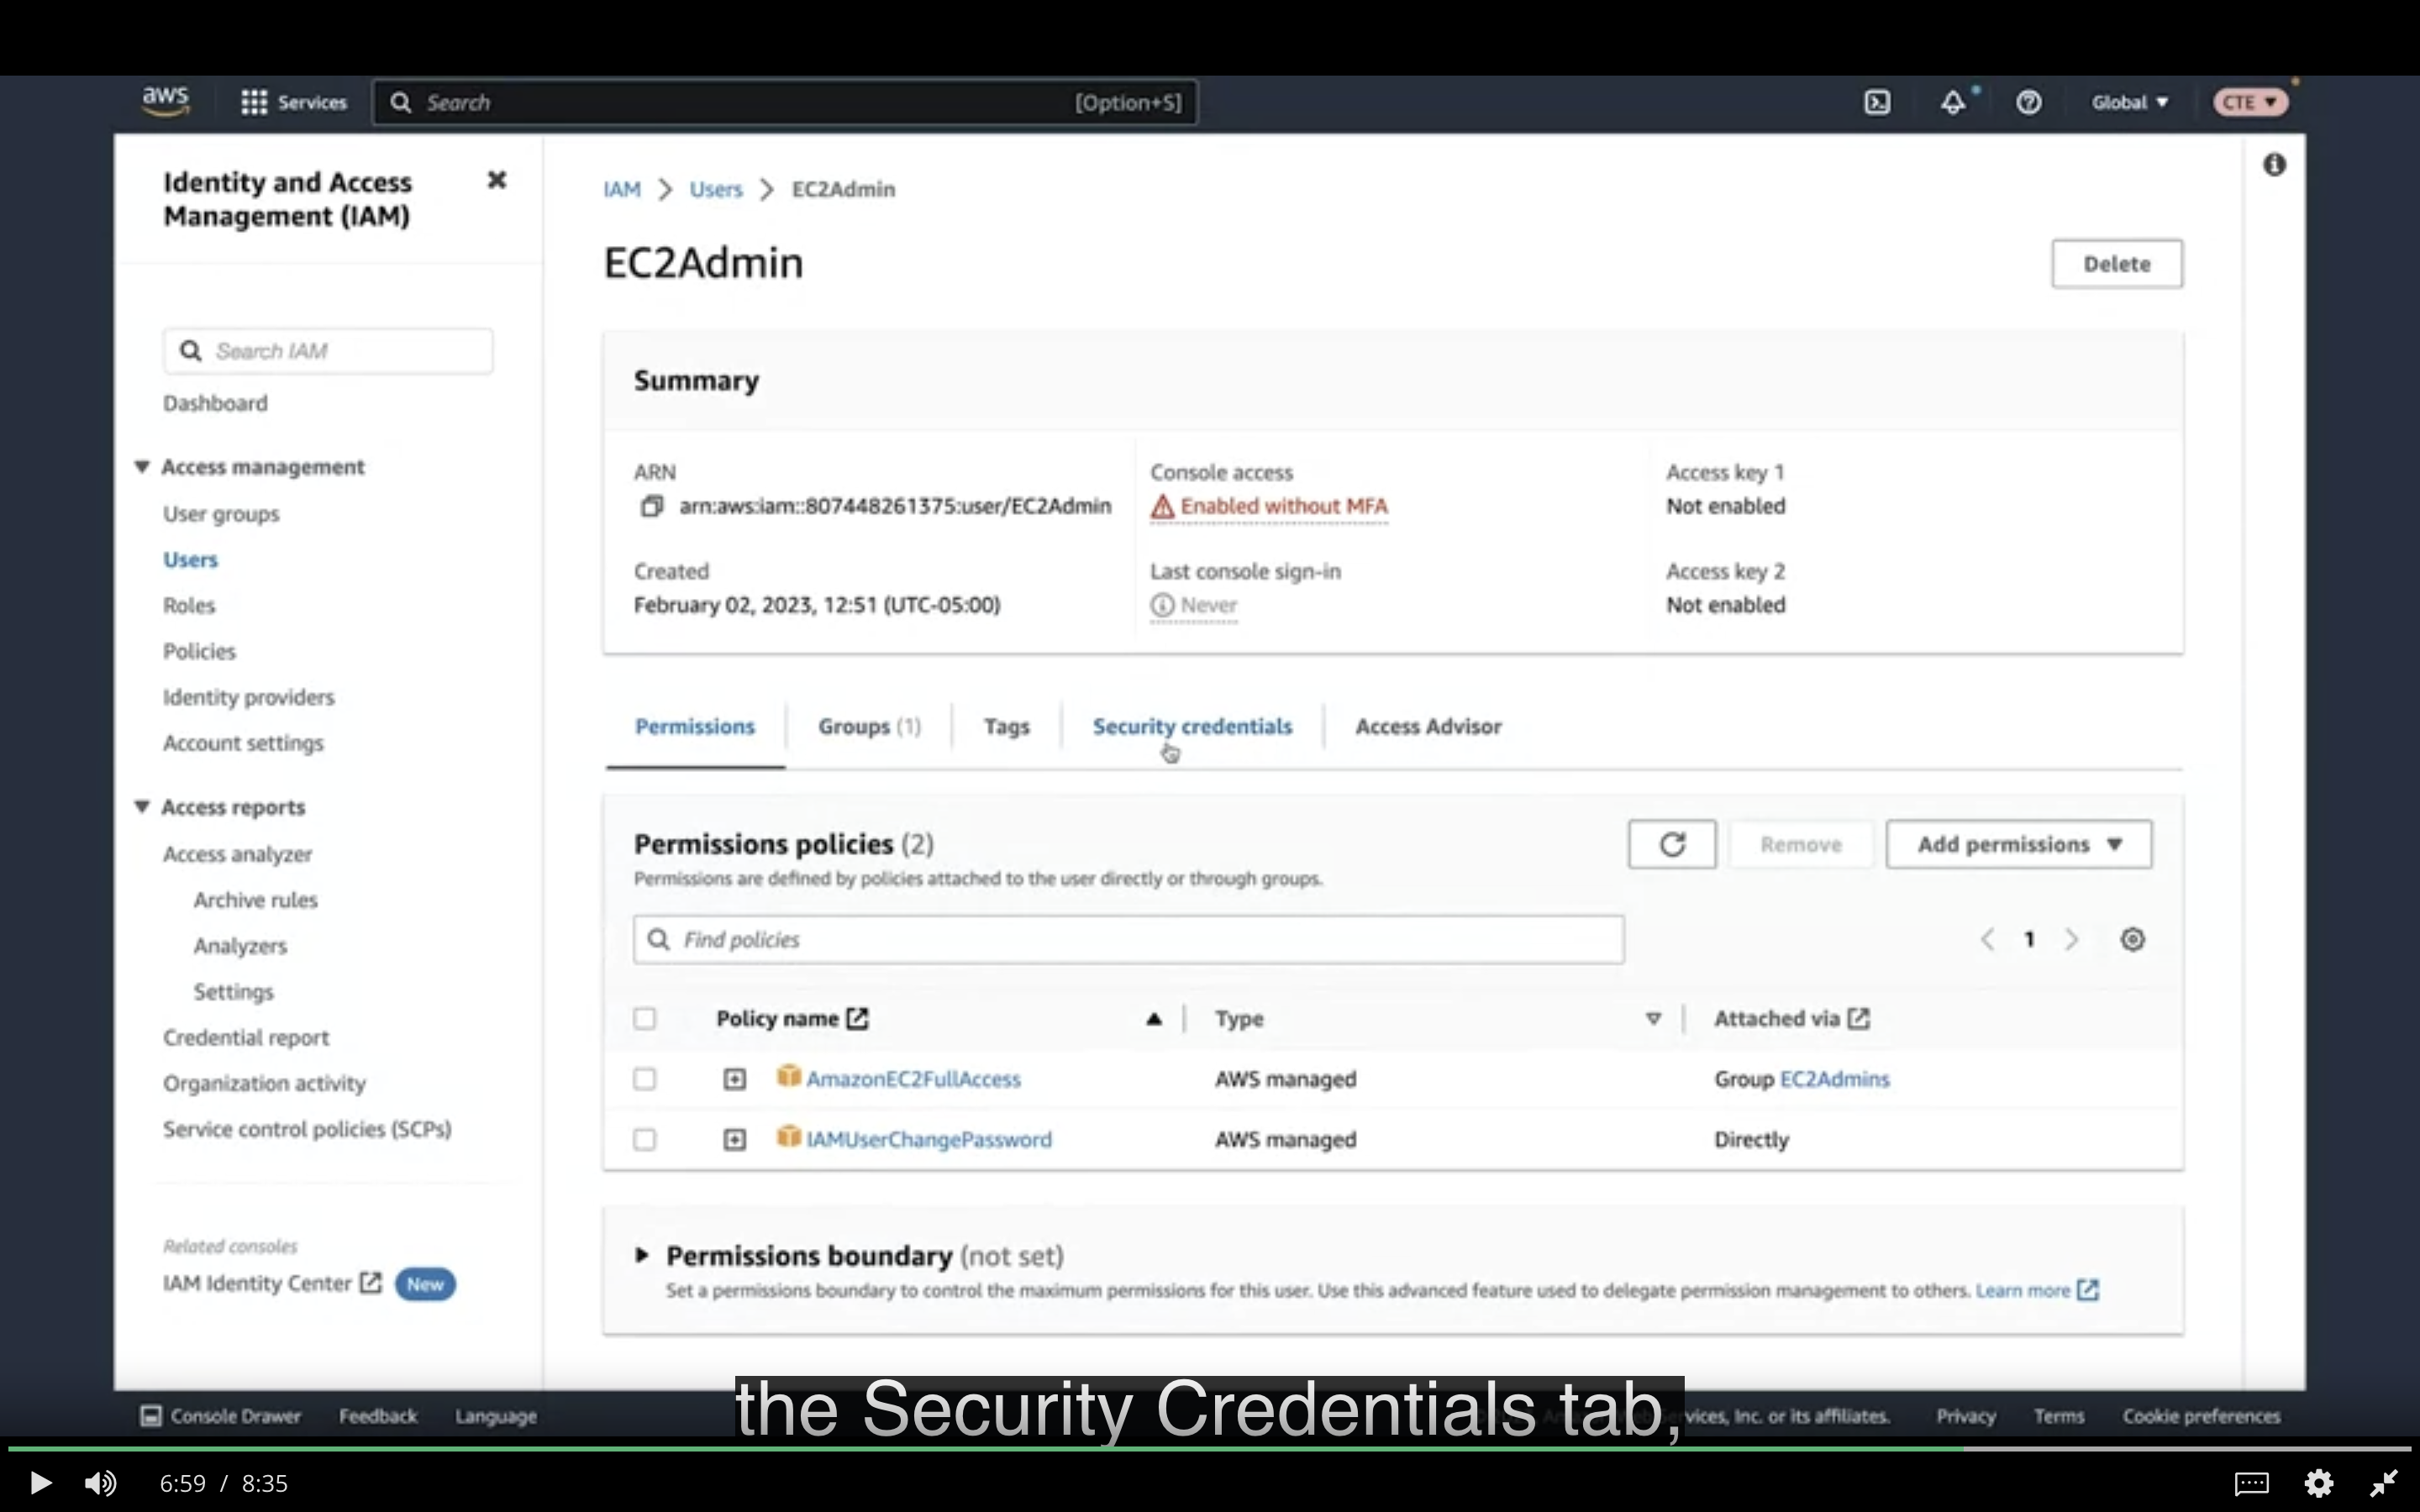 aws
Services
Search
[Option+S]
Global
CTE
Identity and Access
Management (IAM)
Search IAM
Dashboard
Access management
User groups
Users
Roles
Policies
Identity providers
Account settings
Access reports
Access analyzer
Archive rules
Analyzers
Settings
Credential report
Organization activity
Service control policies (SCPs)
Related consoles
IAM Identity Center
New
IAM > Users > EC2Admin
EC2Admin
Delete
Summary
ARN
arn:aws:iam::807448261375:user/EC2Admin
Console access
Enabled without MFA
Access key 1
Not enabled
Created
February 02, 2023, 12:51 (UTC-05:00)
Last console sign-in
Never
Access key 2
Not enabled
Permissions
Groups (1)
Tags
Security credentials
Access Advisor
Permissions policies (2)
Permissions are defined by policies attached to the user directly or through groups.
Remove
Add permissions
Find policies
1
Policy name
Type
Attached via
AmazonEC2FullAccess
AWS managed
Group EC2Admins
IAMUserChangePassword
AWS managed
Directly
Permissions boundary (not set)
Set a permissions boundary to control the maximum permissions for this user. Use this advanced feature used to delegate permission management to others. Learn more
Console Drawer
Feedback
Language
the Security Credentials tab,
vices, Inc. or its affiliates.
Privacy
Terms
Cookie preferences
6:59 / 8:35